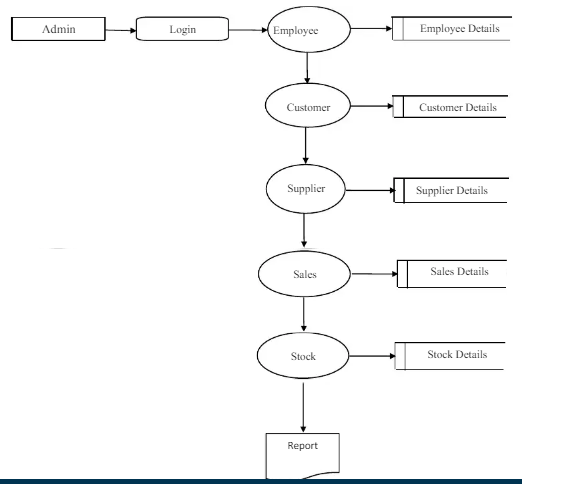 Admin
Login
Employee
Employee Details
Customer
Customer Details
Supplier
Supplier Details
Sales
Sales Details
Stock
Stock Details
Report